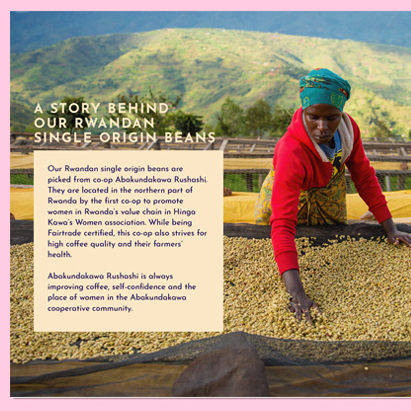 A STORY BEHIND
OUR RWANDAN
SINGLE ORIGIN BEANS
Our Rwandan single origin beans are
picked from co-op Abakundakawa Rushashi.
They are located in the northern part of
Rwanda by the first co-op to promote
women in Rwanda's value chain in Hinga
Kawa's Women association. While being
Fairtrade certified, this co-op also strives for
high coffee quality and their farmers'
health.
Abakundakawa Rushashi is always
improving coffee, self-confidence and the
place of women in the Abakundakawa
cooperative community.